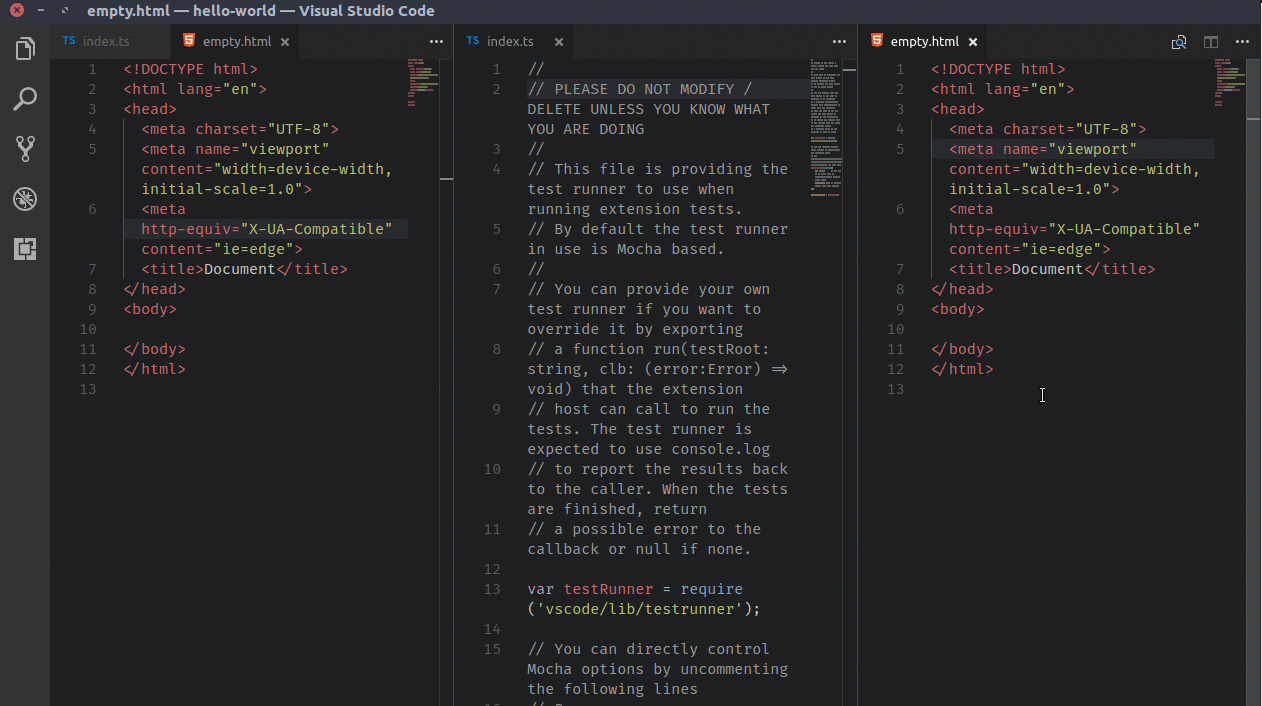 empty.html — hello-world — Visual Studio Code
TS index.ts
empty.html ×
1 <!DOCTYPE html>
2 <html lang="en">
3 <head>
4 <meta charset="UTF-8">
5 <meta name="viewport"
content="width=device-width,
initial-scale=1.0">
6 <meta
http-equiv="X-UA-Compatible"
content="ie=edge">
7 <title>Document</title>
8 </head>
9 <body>
10
11 </body>
12 </html>
13
TS index.ts ×
1 //
2 // PLEASE DO NOT MODIFY /
DELETE UNLESS YOU KNOW WHAT
YOU ARE DOING
3 //
4 // This file is providing the
test runner to use when
running extension tests.
5 // By default the test runner
in use is Mocha based.
6 //
7 // You can provide your own
test runner if you want to
override it by exporting
8 // a function run(testRoot:
string, clb: (error:Error) =>
void) that the extension
9 // host can call to run the
tests. The test runner is
expected to use console.log
10 // to report the results back
to the caller. When the tests
are finished, return
11 // a possible error to the
callback or null if none.
12
13 var testRunner = require
('vscode/lib/testrunner');
14
15 // You can directly control
Mocha options by uncommenting
the following lines
empty.html ×
1 <!DOCTYPE html>
2 <html lang="en">
3 <head>
4 <meta charset="UTF-8">
5 <meta name="viewport"
content="width=device-width,
initial-scale=1.0">
6 <meta
http-equiv="X-UA-Compatible"
content="ie=edge">
7 <title>Document</title>
8 </head>
9 <body>
10
11 </body>
12 </html>
13